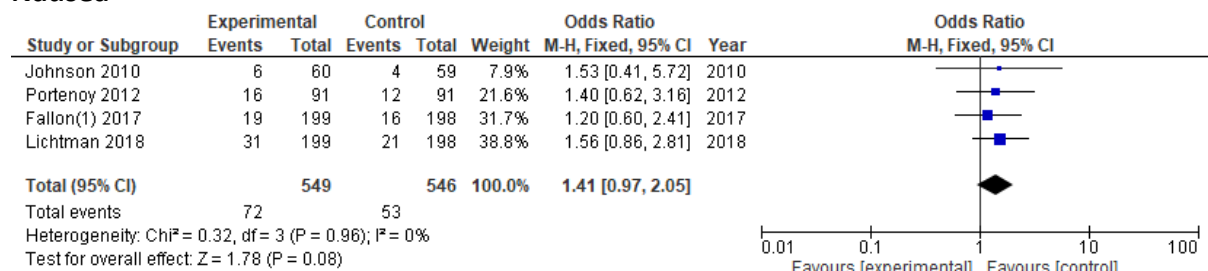 Experimental Control Odds Ratio Odds Ratio
Study or Subgroup Events Total Events Total Weight M-H, Fixed, 95% CI Year M-H, Fixed, 95% CI
Johnson 2010 6 60 4 59 7.9% 1.53 [0.41, 5.72] 2010
Portenoy 2012 16 91 12 91 21.6% 1.40 [0.62, 3.16] 2012
Fallon(1) 2017 19 199 16 198 31.7% 1.20 [0.60, 2.41] 2017
Lichtman 2018 31 199 21 198 38.8% 1.56 [0.86, 2.81] 2018
Total (95% CI) 549 546 100.0% 1.41 [0.97, 2.05]
Total events 72 53
Heterogeneity: Chi² = 0.32, df = 3 (P = 0.96); I² = 0%
Test for overall effect: Z = 1.78 (P = 0.08)
0.01 0.1 1 10 100
Favours [experimental] Favours [control]